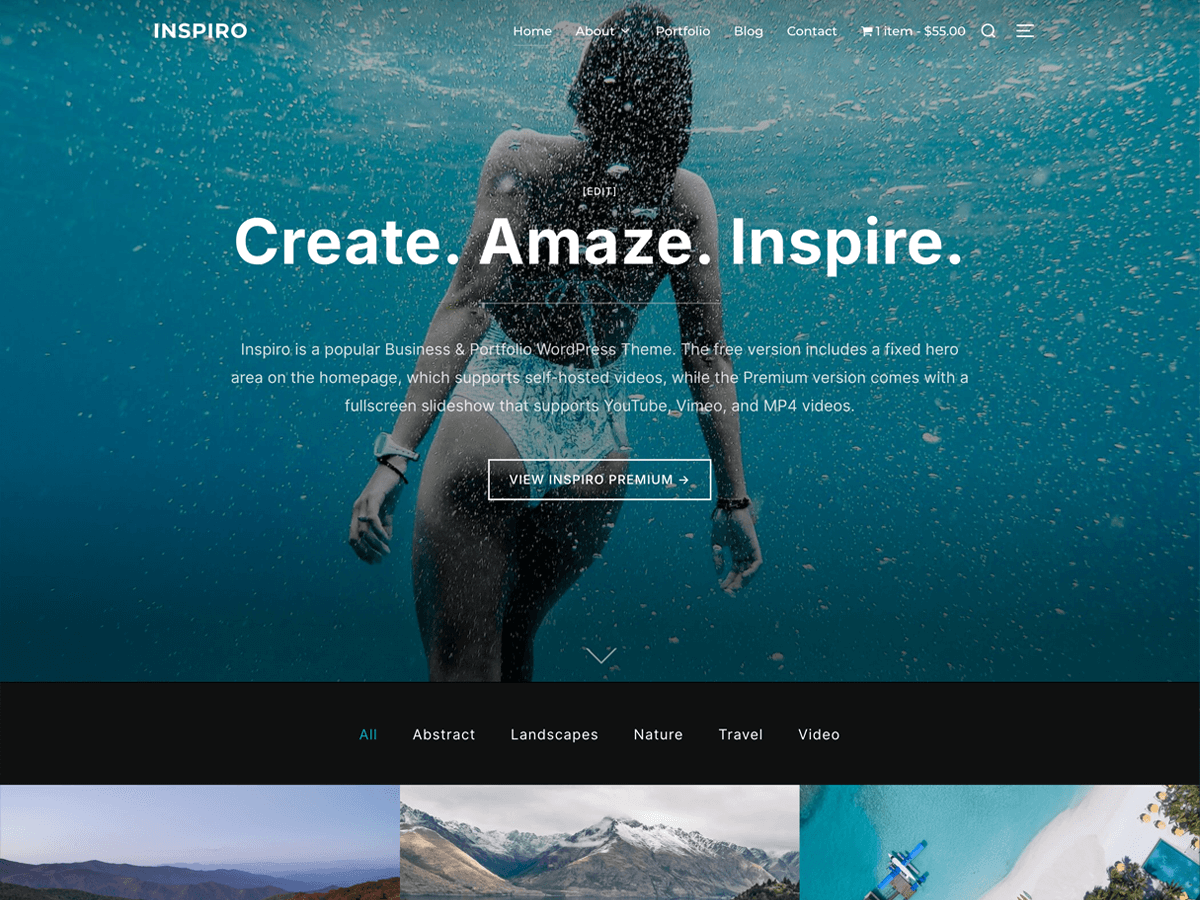 INSPIRO
Home About Portfolio Blog Contact 1 item - $55.00
[EDIT]
Create. Amaze. Inspire.
Inspiro is a popular Business & Portfolio WordPress Theme. The free version includes a fixed hero
area on the homepage, which supports self-hosted videos, while the Premium version comes with a
fullscreen slideshow that supports YouTube, Vimeo, and MP4 videos.
VIEW INSPIRO PREMIUM →
All Abstract Landscapes Nature Travel Video